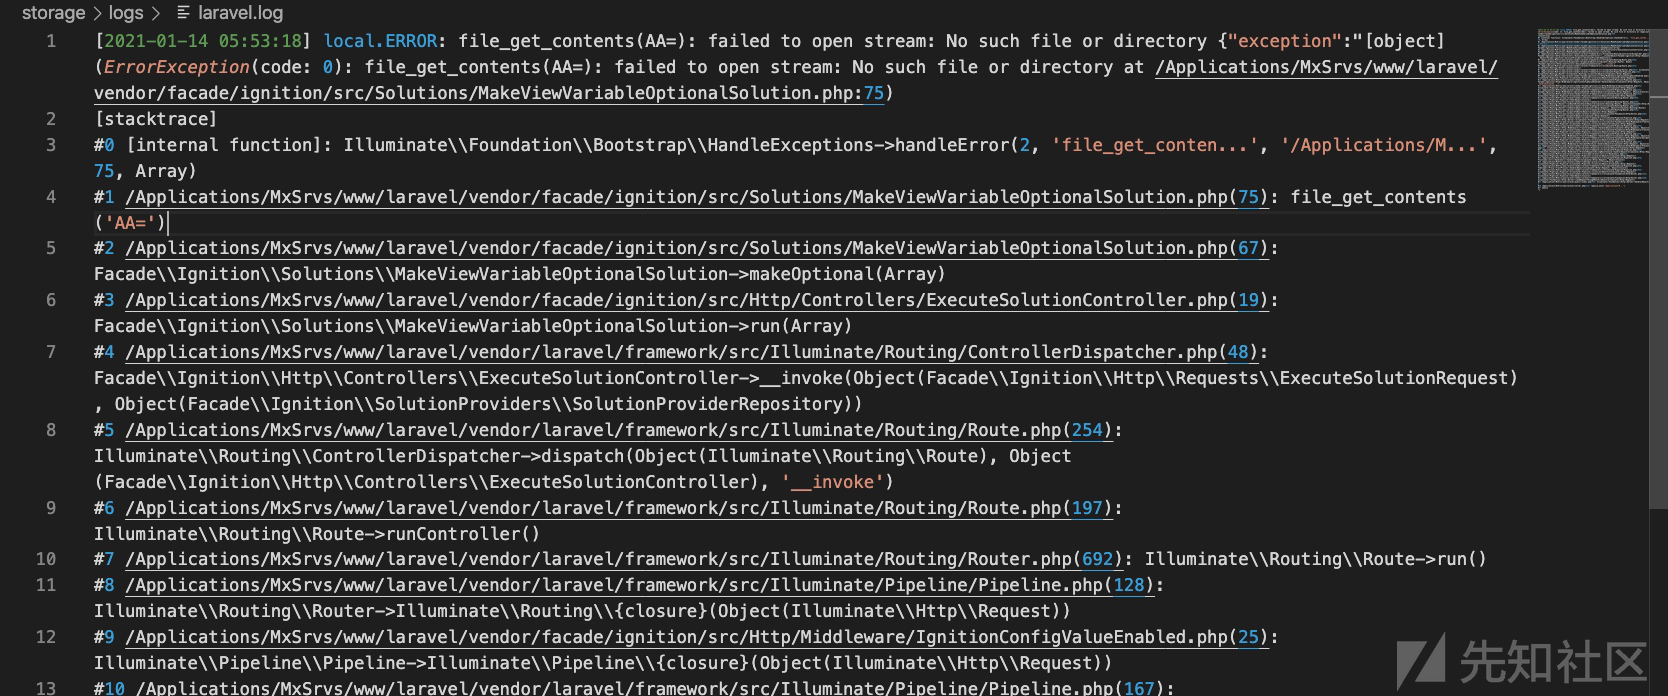 storage > logs > laravel.log
1 [2021-01-14 05:53:18] local.ERROR: file_get_contents(AA=): failed to open stream: No such file or directory {"exception":"[object]
(ErrorException(code: 0): file_get_contents(AA=): failed to open stream: No such file or directory at /Applications/MxSrvs/www/laravel/
vendor/facade/ignition/src/Solutions/MakeViewVariableOptionalSolution.php:75)
2 [stacktrace]
3 #0 [internal function]: Illuminate\\Foundation\\Bootstrap\\HandleExceptions->handleError(2, 'file_get_conten...', '/Applications/M...',
75, Array)
4 #1 /Applications/MxSrvs/www/laravel/vendor/facade/ignition/src/Solutions/MakeViewVariableOptionalSolution.php(75): file_get_contents
('AA=')
5 #2 /Applications/MxSrvs/www/laravel/vendor/facade/ignition/src/Solutions/MakeViewVariableOptionalSolution.php(67):
Facade\\Ignition\\Solutions\\MakeViewVariableOptionalSolution->makeOptional(Array)
6 #3 /Applications/MxSrvs/www/laravel/vendor/facade/ignition/src/Http/Controllers/ExecuteSolutionController.php(19):
Facade\\Ignition\\Solutions\\MakeViewVariableOptionalSolution->run(Array)
7 #4 /Applications/MxSrvs/www/laravel/vendor/laravel/framework/src/Illuminate/Routing/ControllerDispatcher.php(48):
Facade\\Ignition\\Http\\Controllers\\ExecuteSolutionController->__invoke(Object(Facade\\Ignition\\Http\\Requests\\ExecuteSolutionRequest)
, Object(Facade\\Ignition\\SolutionProviders\\SolutionProviderRepository))
8 #5 /Applications/MxSrvs/www/laravel/vendor/laravel/framework/src/Illuminate/Routing/Route.php(254):
Illuminate\\Routing\\ControllerDispatcher->dispatch(Object(Illuminate\\Routing\\Route), Object
(Facade\\Ignition\\Http\\Controllers\\ExecuteSolutionController), '__invoke')
9 #6 /Applications/MxSrvs/www/laravel/vendor/laravel/framework/src/Illuminate/Routing/Route.php(197):
Illuminate\\Routing\\Route->runController()
10 #7 /Applications/MxSrvs/www/laravel/vendor/laravel/framework/src/Illuminate/Routing/Router.php(692): Illuminate\\Routing\\Route->run()
11 #8 /Applications/MxSrvs/www/laravel/vendor/laravel/framework/src/Illuminate/Pipeline/Pipeline.php(128):
Illuminate\\Routing\\Router->Illuminate\\Routing\\{closure}(Object(Illuminate\\Http\\Request))
12 #9 /Applications/MxSrvs/www/laravel/vendor/facade/ignition/src/Http/Middleware/IgnitionConfigValueEnabled.php(25):
Illuminate\\Pipeline\\Pipeline->Illuminate\\Pipeline\\{closure}(Object(Illuminate\\Http\\Request))
13 #10 /Applications/MxSrvs/www/laravel/vendor/laravel/framework/src/Illuminate/Pipeline/Pipeline.php(167):
先知社区